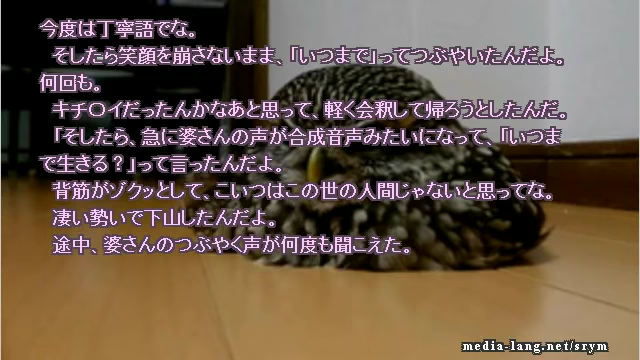 今度は丁寧語でな。
そしたら笑顔を崩さないまま、「いつまで」ってつぶやいたんだよ。
何回も。
キチ〇イだったんかなあと思って、軽く会釈して帰ろうとしたんだ。
「そしたら、急に婆さんの声が合成音声みたいになって、「いつま
で生きる？」って言ったんだよ。
背筋がゾクッとして、こいつはこの世の人間じゃないと思ってな。
凄い勢いで下山したんだよ。
途中、婆さんのつぶやく声が何度も聞こえた。
media-lang.net/srym